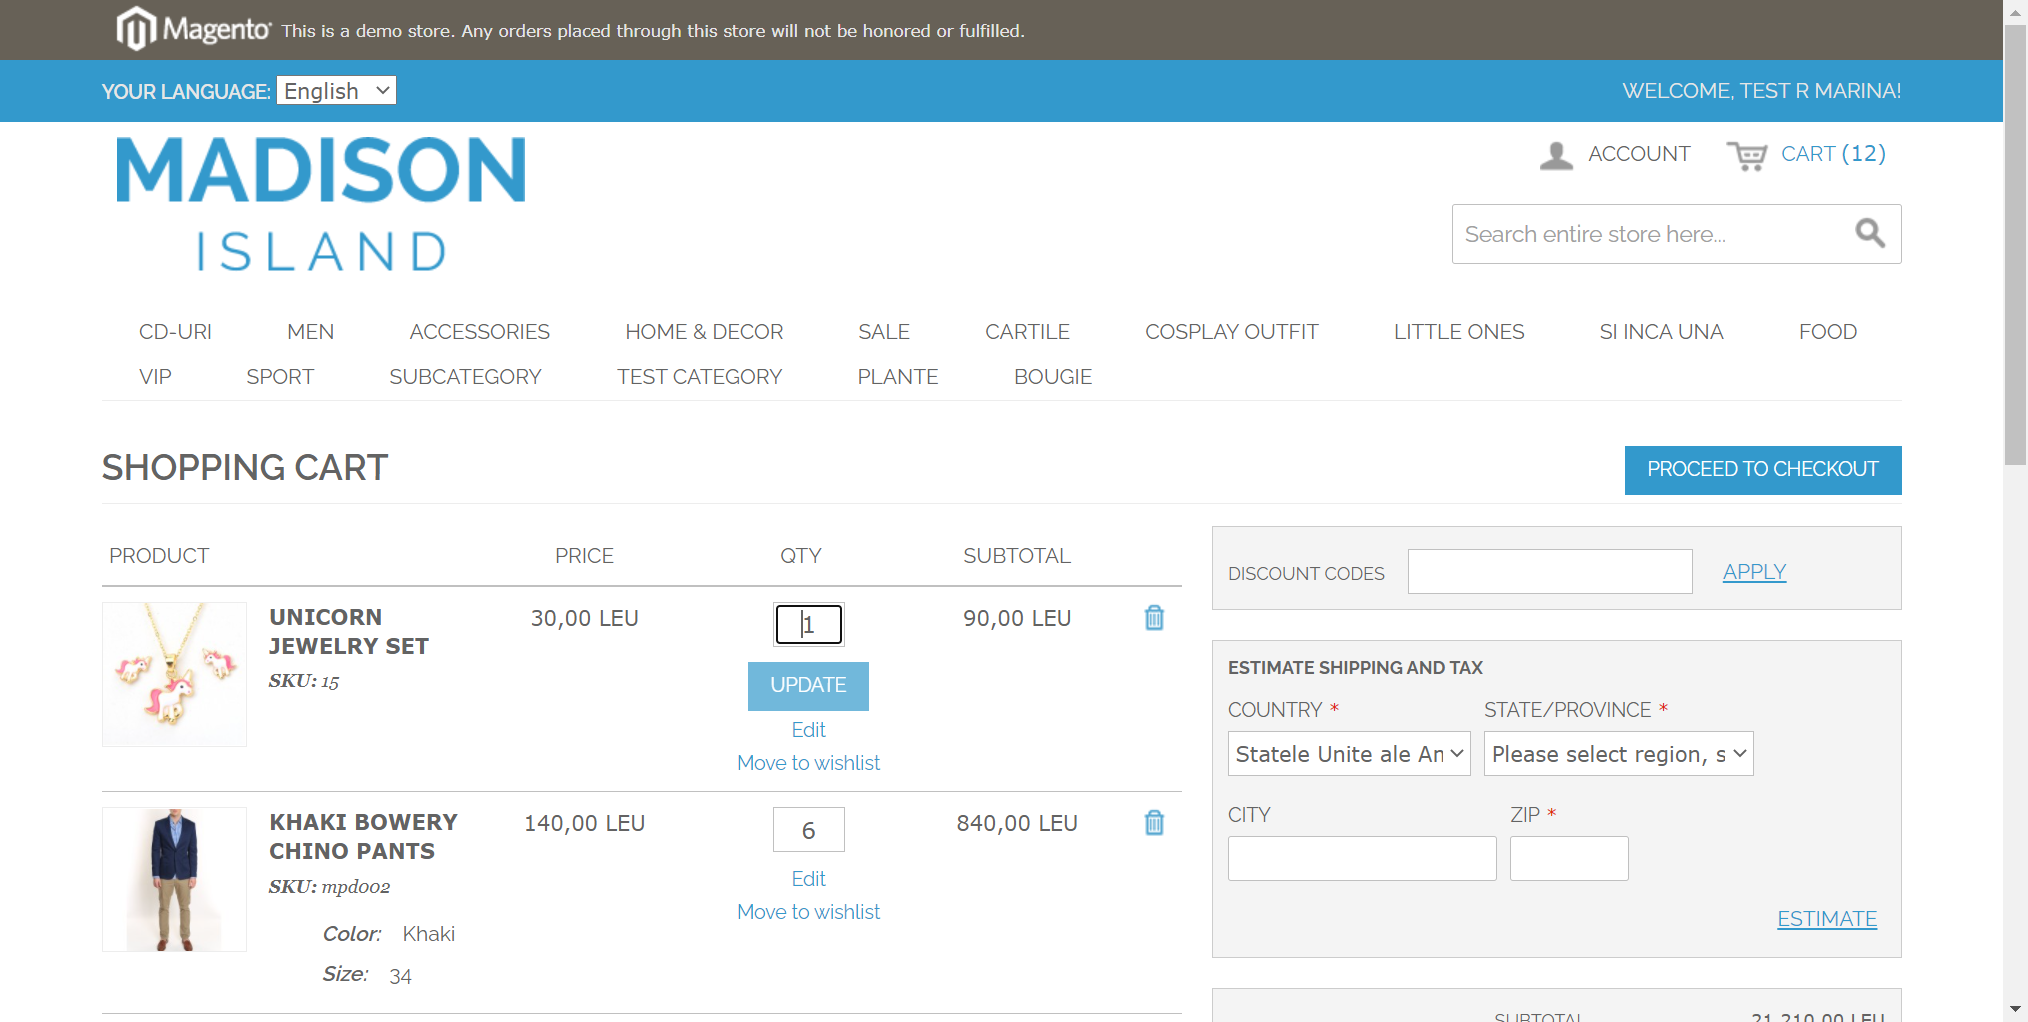 Magento This is a demo store. Any orders placed through this store will not be honored or fulfilled.
YOUR LANGUAGE: English
WELCOME, TEST R MARINA!
MADISON
ISLAND
ACCOUNT
CART (12)
Search entire store here...
CD-URI MEN ACCESSORIES HOME & DECOR SALE CARTILE COSPLAY OUTFIT LITTLE ONES SI INCA UNA FOOD
VIP SPORT SUBCATEGORY TEST CATEGORY PLANTE BOUGIE
SHOPPING CART
PROCEED TO CHECKOUT
PRODUCT PRICE QTY SUBTOTAL
UNICORN
JEWELRY SET
SKU: 15
30,00 LEU
1
UPDATE
Edit
Move to wishlist
90,00 LEU
KHAKI BOWERY
CHINO PANTS
SKU: mpd002
Color: Khaki
Size: 34
140,00 LEU
6
Edit
Move to wishlist
840,00 LEU
DISCOUNT CODES
APPLY
ESTIMATE SHIPPING AND TAX
COUNTRY * STATE/PROVINCE *
Statele Unite ale Am Please select region, s
CITY ZIP *
ESTIMATE
SUBTOTAL 21.210,00 LEU